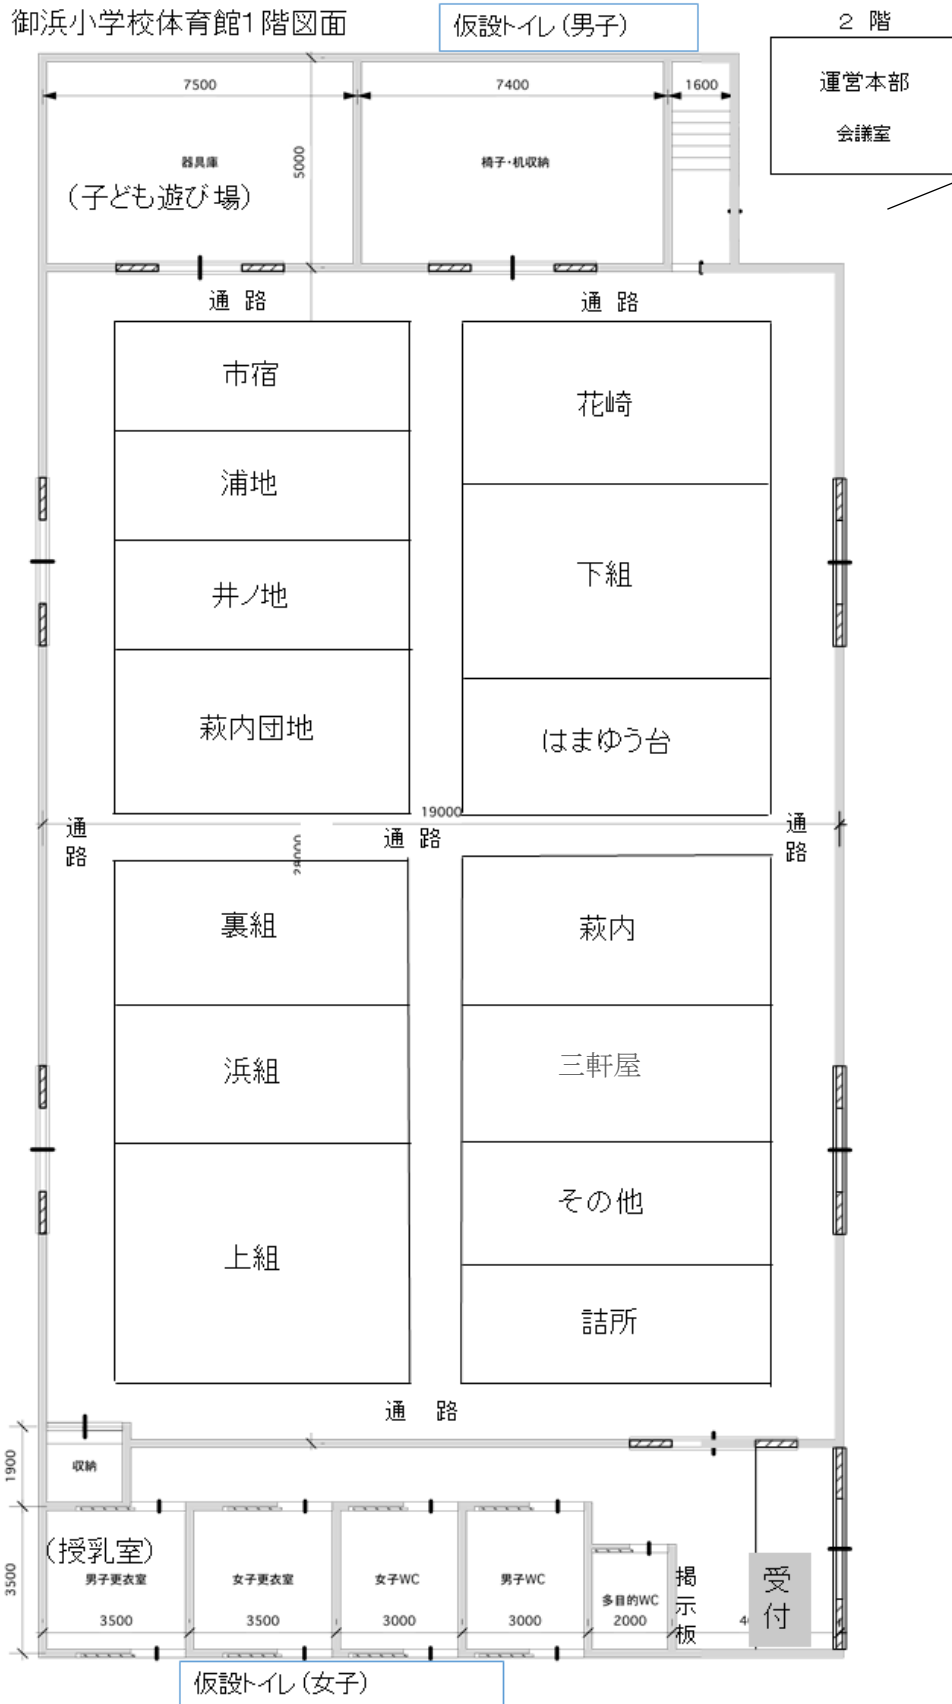 御浜小学校体育館1階図面
仮設トイレ（男子）
２ 階
運営本部
会議室
7500
7400
1600
器具庫
5000
椅子・机収納
（子ども遊び場）
通 路
通 路
市宿
花崎
浦地
下組
井ノ地
萩内団地
はまゆう台
19000
通路
通 路
通路
裏組
萩内
浜組
三軒屋
その他
上組
詰所
通 路
1900
収納
3500
（授乳室）
男子更衣室
女子更衣室
女子WC
男子WC
多目的WC
掲示板
受付
3500
3500
3000
3000
2000
仮設トイレ（女子）